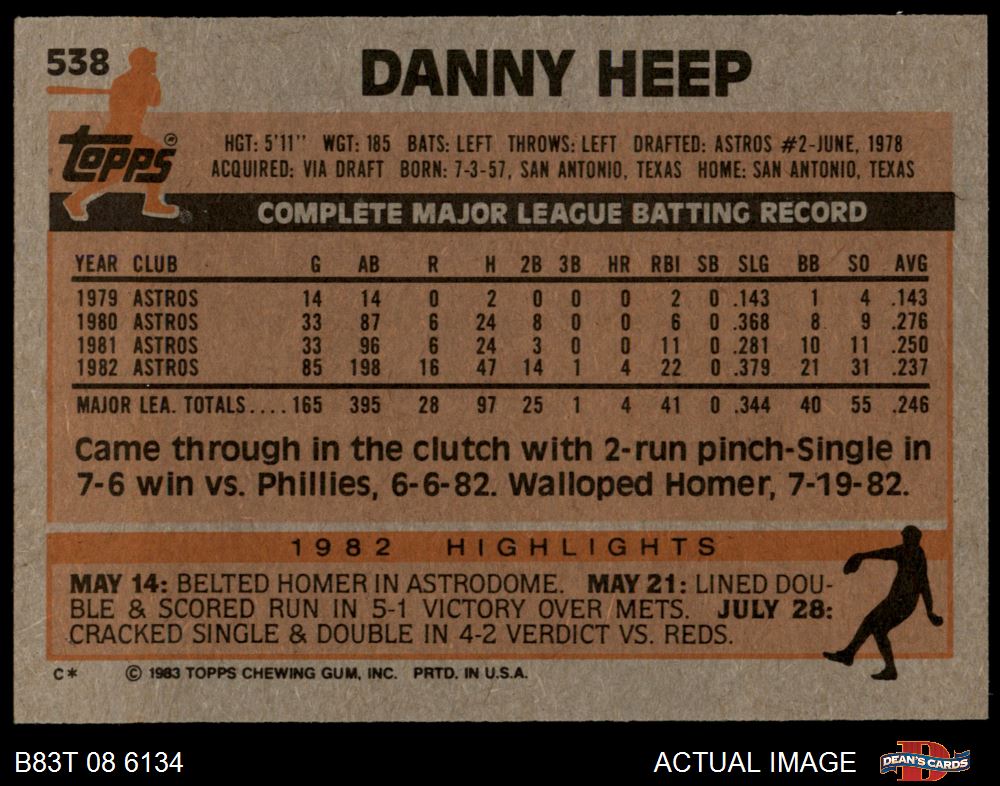 538
DANNY HEEP
Topps®
HGT: 5'11'' WGT: 185 BATS: LEFT THROWS: LEFT DRAFTED: ASTROS #2-JUNE, 1978
ACQUIRED: VIA DRAFT BORN: 7-3-57, SAN ANTONIO, TEXAS HOME: SAN ANTONIO, TEXAS
COMPLETE MAJOR LEAGUE BATTING RECORD
YEAR CLUB G AB R H 2B 3B HR RBI SB SLG BB SO AVG
1979 ASTROS 14 14 0 2 0 0 0 2 0 .143 1 4 .143
1980 ASTROS 33 87 6 24 8 0 0 6 0 .368 8 9 .276
1981 ASTROS 33 96 6 24 3 0 0 11 0 .281 10 11 .250
1982 ASTROS 85 198 16 47 14 1 4 22 0 .379 21 31 .237
MAJOR LEA. TOTALS....165 395 28 97 25 1 4 41 0 .344 40 55 .246
Came through in the clutch with 2-run pinch-Single in
7-6 win vs. Phillies, 6-6-82. Walloped Homer, 7-19-82.
1982 HIGHLIGHTS
MAY 14: BELTED HOMER IN ASTRODOME. MAY 21: LINED DOU-
BLE & SCORED RUN IN 5-1 VICTORY OVER METS. JULY 28:
CRACKED SINGLE & DOUBLE IN 4-2 VERDICT VS. REDS.
C* © 1983 TOPPS CHEWING GUM, INC. PRTD. IN U.S.A.
B83T 08 6134 ACTUAL IMAGE DEAN'S CARDS